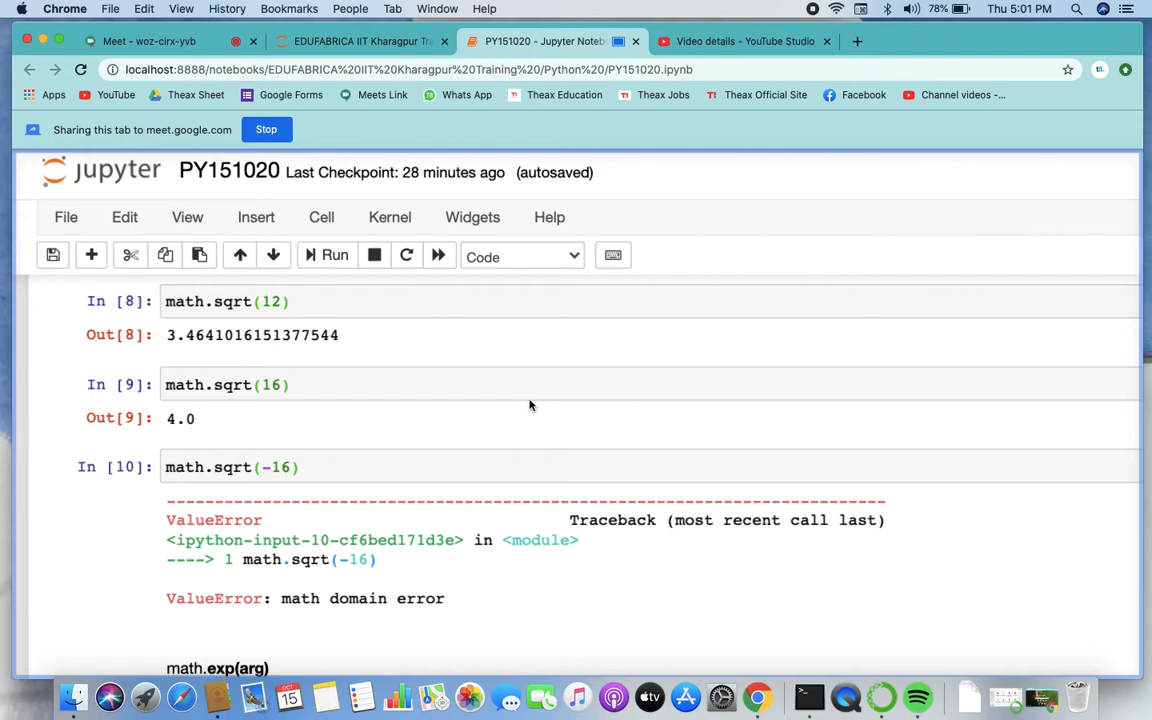 Chrome File Edit View History Bookmarks People Tab Window Help 78% Thu 5:01 PM
Meet - woz-cirx-yvb EDUFABRICA IIT Kharagpur Tra PY151020 - Jupyter Noteb Video details - YouTube Studio
localhost:8888/notebooks/EDUFABRICA%20IIT%20Kharagpur%20Training%20/Python%20/PY151020.ipynb
Apps YouTube Theax Sheet Google Forms Meets Link Whats App Theax Education Theax Jobs Theax Official Site Facebook Channel videos -...
Sharing this tab to meet.google.com Stop
jupyter PY151020 Last Checkpoint: 28 minutes ago (autosaved)
File Edit View Insert Cell Kernel Widgets Help
Run Code
In [8]: math.sqrt(12)
Out[8]: 3.4641016151377544
In [9]: math.sqrt(16)
Out[9]: 4.0
In [10]: math.sqrt(-16)
---------------------------------------------------------------------------
ValueError Traceback (most recent call last)
<ipython-input-10-cf6bed171d3e> in <module>
----> 1 math.sqrt(-16)
ValueError: math domain error
math.exp(arg)
OCT
15
tv